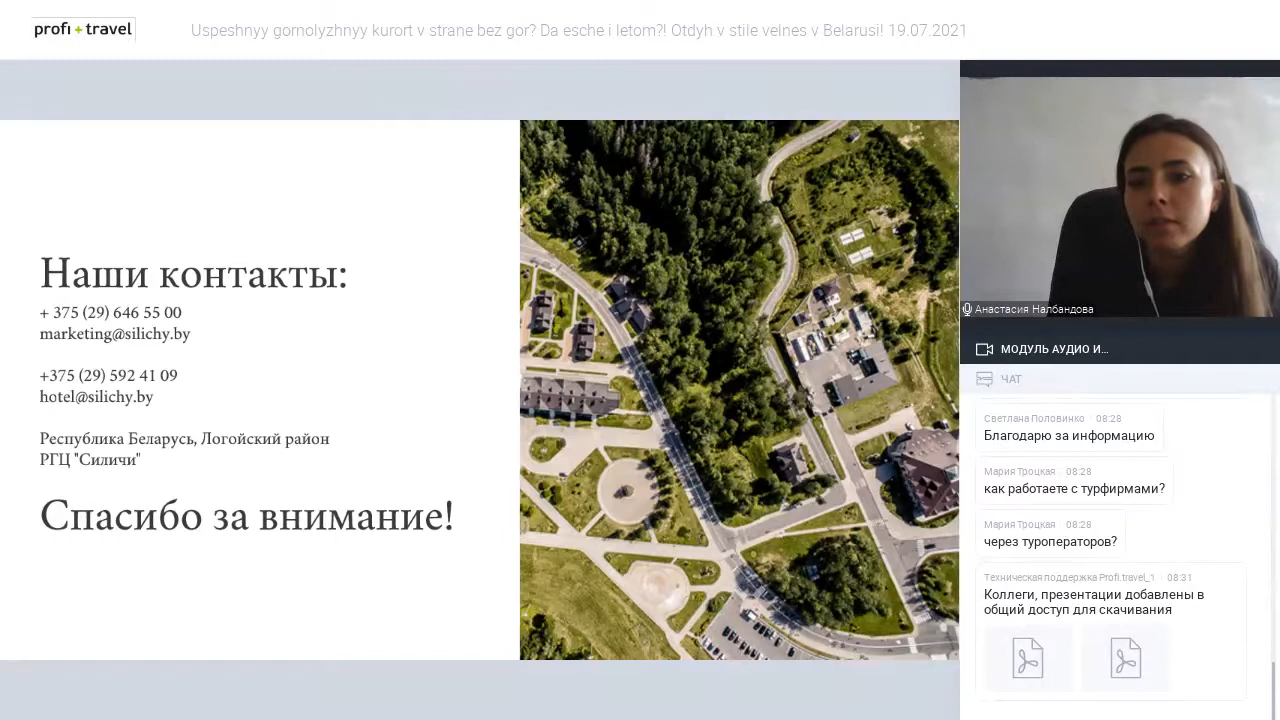 profi + travel
Uspeshnyy gornolyzhnyy kurort v strane bez gor? Da esche i letom?! Otdyh v stile velnes v Belarusi! 19.07.2021
Наши контакты:
+ 375 (29) 646 55 00
marketing@silichy.by
+375 (29) 592 41 09
hotel@silichy.by
Республика Беларусь, Логойский район
РГЦ "Силичи"
Спасибо за внимание!
Анастасия Налбандова
МОДУЛЬ АУДИО И...
ЧАТ
Светлана Половинко 08:28
Благодарю за информацию
Мария Троцкая 08:28
как работаете с турфирмами?
Мария Троцкая 08:28
через туроператоров?
Техническая поддержка Profi.travel_1 08:31
Коллеги, презентации добавлены в
общий доступ для скачивания